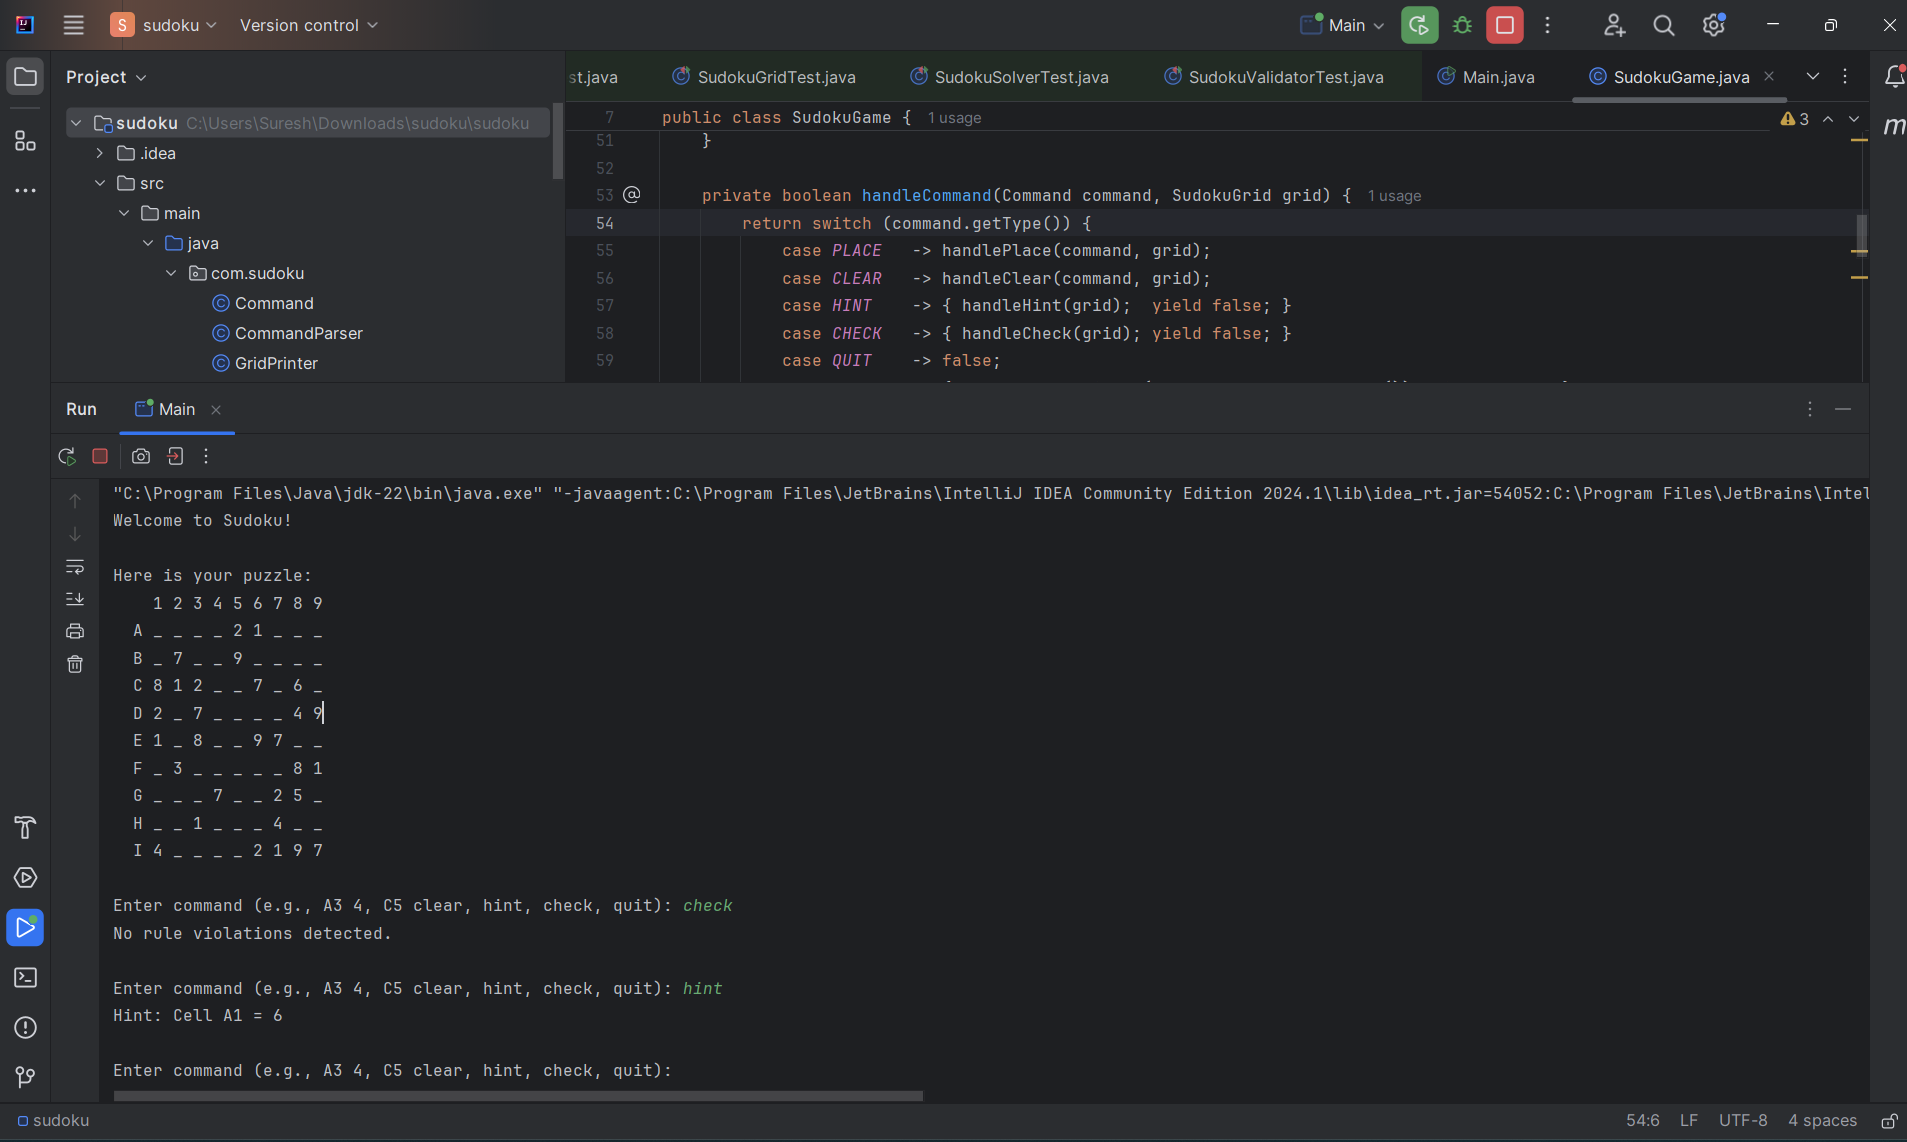 S sudoku Version control Main
Project
st.java SudokuGridTest.java SudokuSolverTest.java SudokuValidatorTest.java Main.java SudokuGame.java
sudoku C:\Users\Suresh\Downloads\sudoku\sudoku
.idea
src
main
java
com.sudoku
Command
CommandParser
GridPrinter
7 public class SudokuGame { 1 usage
3
51 }
52
53 @ private boolean handleCommand(Command command, SudokuGrid grid) { 1 usage
54 return switch (command.getType()) {
55 case PLACE -> handlePlace(command, grid);
56 case CLEAR -> handleClear(command, grid);
57 case HINT -> { handleHint(grid); yield false; }
58 case CHECK -> { handleCheck(grid); yield false; }
59 case QUIT -> false;
m
Run Main
"C:\Program Files\Java\jdk-22\bin\java.exe" "-javaagent:C:\Program Files\JetBrains\IntelliJ IDEA Community Edition 2024.1\lib\idea_rt.jar=54052:C:\Program Files\JetBrains\Intel
Welcome to Sudoku!
Here is your puzzle:
1 2 3 4 5 6 7 8 9
A _ _ _ _ 2 1 _ _ _
B _ 7 _ _ 9 _ _ _ _
C 8 1 2 _ _ 7 _ 6 _
D 2 _ 7 _ _ _ _ 4 9
E 1 _ 8 _ _ 9 7 _ _
F _ 3 _ _ _ _ _ 8 1
G _ _ _ 7 _ _ 2 5 _
H _ _ 1 _ _ _ 4 _ _
I 4 _ _ _ _ 2 1 9 7
Enter command (e.g., A3 4, C5 clear, hint, check, quit): check
No rule violations detected.
Enter command (e.g., A3 4, C5 clear, hint, check, quit): hint
Hint: Cell A1 = 6
Enter command (e.g., A3 4, C5 clear, hint, check, quit):
sudoku 54:6 LF UTF-8 4 spaces